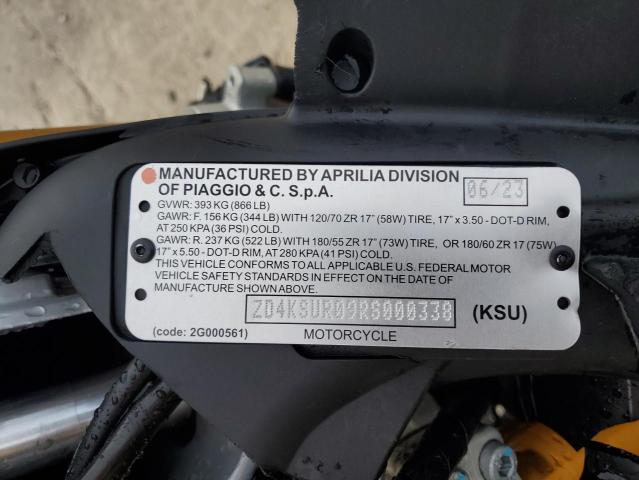 MANUFACTURED BY APRILIA DIVISION
OF PIAGGIO & C. S.p.A.
06/23
GVWR: 393 KG (866 LB)
GAWR: F. 156 KG (344 LB) WITH 120/70 ZR 17" (58W) TIRE, 17" x 3.50 - DOT-D RIM,
AT 250 KPA (36 PSI) COLD.
GAWR: R. 237 KG (522 LB) WITH 180/55 ZR 17" (73W) TIRE, OR 180/60 ZR 17 (75W)
17" x 5.50 - DOT-D RIM, AT 280 KPA (41 PSI) COLD.
THIS VEHICLE CONFORMS TO ALL APPLICABLE U.S. FEDERAL MOTOR
VEHICLE SAFETY STANDARDS IN EFFECT ON THE DATE OF
MANUFACTURE SHOWN ABOVE.
ZD4KSUR09RS000338 (KSU)
(code: 2G000561) MOTORCYCLE